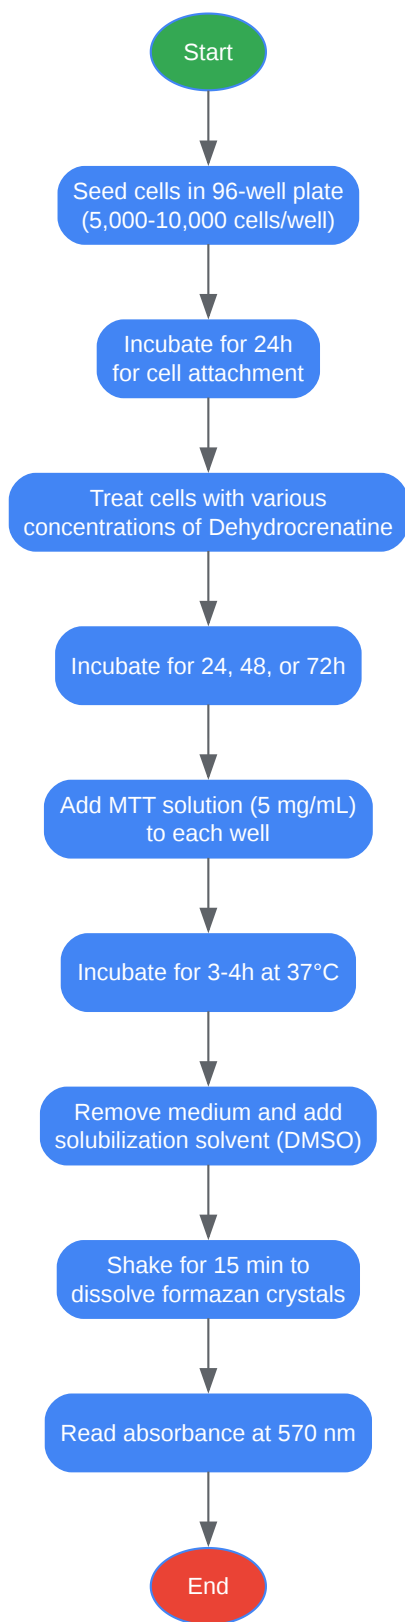 Start
Seed cells in 96-well plate
(5,000-10,000 cells/well)
Incubate for 24h
for cell attachment
Treat cells with various
concentrations of Dehydrocrenatine
Incubate for 24, 48, or 72h
Add MTT solution (5 mg/mL)
to each well
Incubate for 3-4h at 37°C
Remove medium and add
solubilization solvent (DMSO)
Shake for 15 min to
dissolve formazan crystals
Read absorbance at 570 nm
End